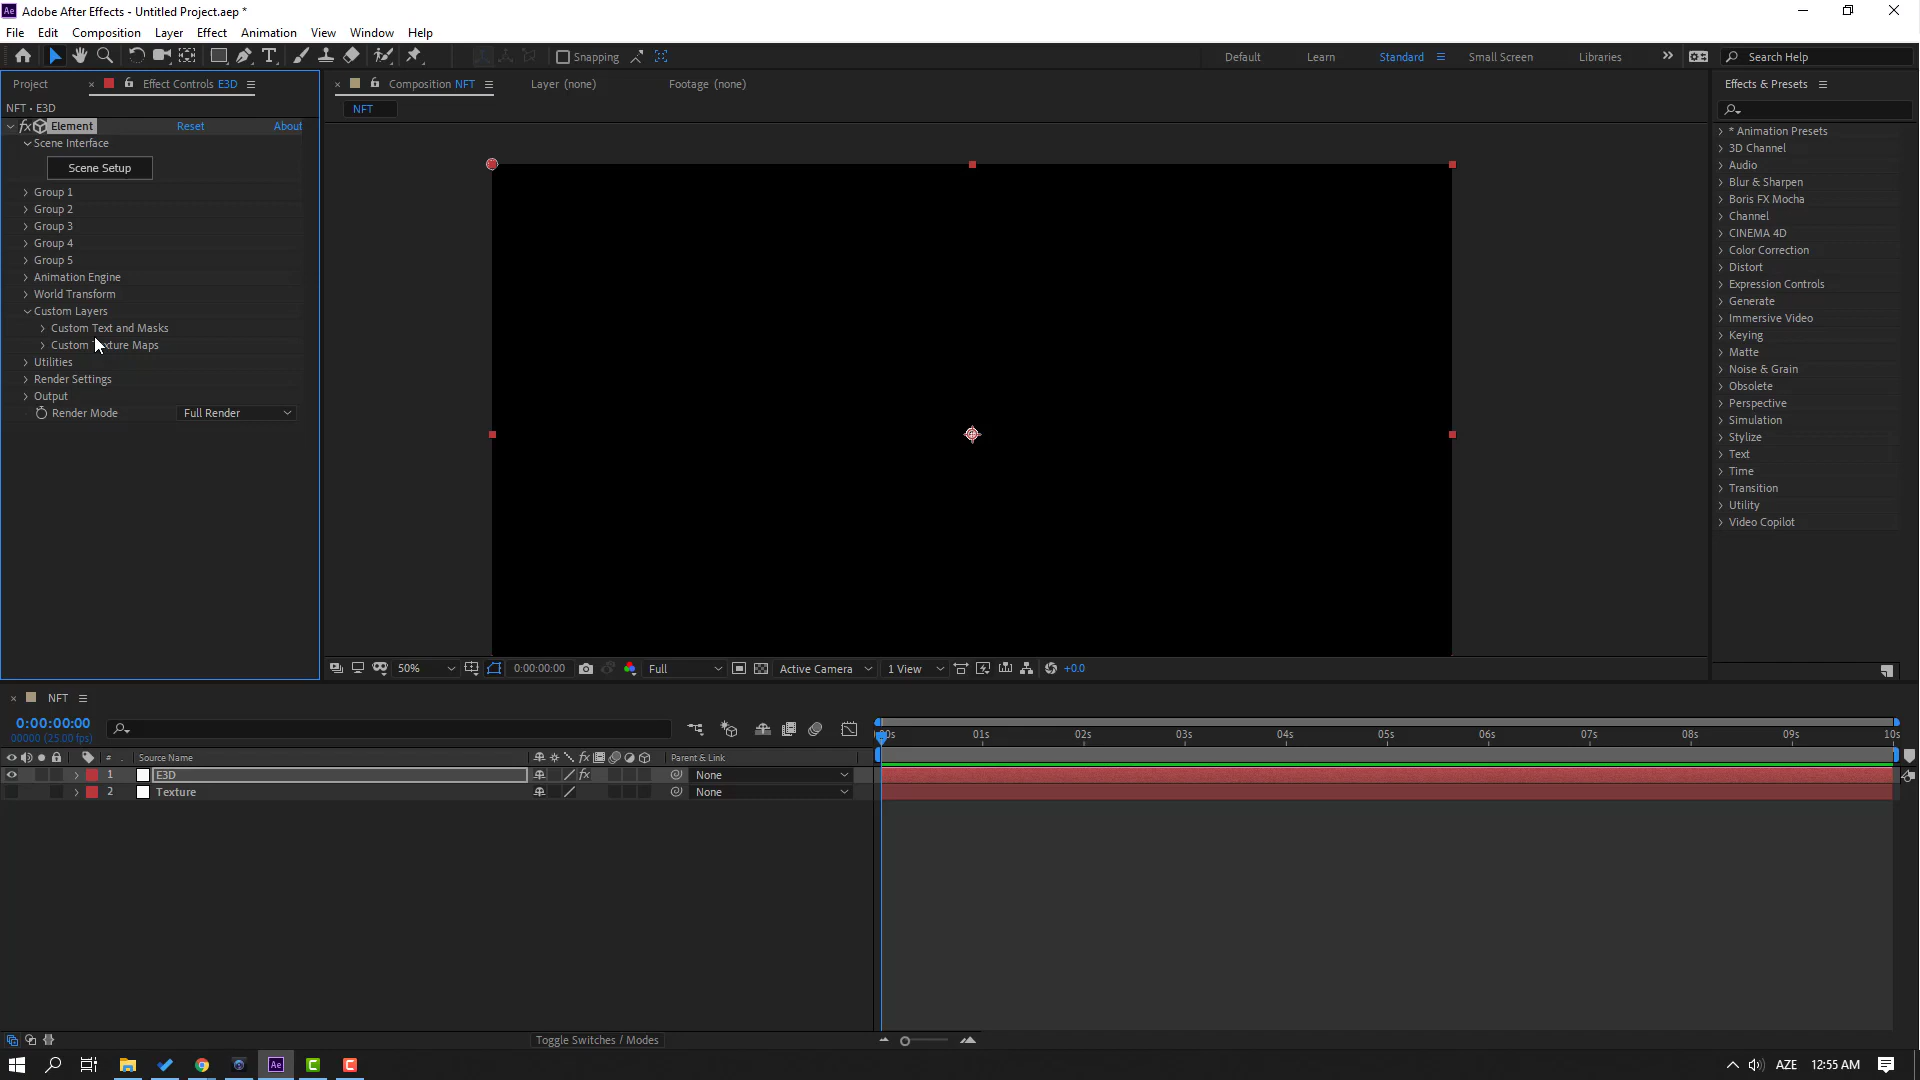 Adobe After Effects - Untitled Project.aep *
File Edit Composition Layer Effect Animation View Window Help
Snapping
Default Learn Standard Small Screen Libraries
Search Help
Project
Effect Controls E3D
Composition NFT
Layer (none)
Footage (none)
Effects & Presets
NFT • E3D
NFT
fx Element Reset About
Scene Interface
Scene Setup
Group 1
Group 2
Group 3
Group 4
Group 5
Animation Engine
World Transform
Custom Layers
Custom Text and Masks
Custom Texture Maps
Utilities
Render Settings
Output
Render Mode Full Render
* Animation Presets
3D Channel
Audio
Blur & Sharpen
Boris FX Mocha
Channel
CINEMA 4D
Color Correction
Distort
Expression Controls
Generate
Immersive Video
Keying
Matte
Noise & Grain
Obsolete
Perspective
Simulation
Stylize
Text
Time
Transition
Utility
Video Copilot
50% 0:00:00:00 Full Active Camera 1 View +0.0
NFT
0:00:00:00
00000 (25.00 fps)
01s 02s 03s 04s 05s 06s 07s 08s 09s 10s
# Source Name fx Parent & Link
1 E3D fx None
2 Texture None
Toggle Switches / Modes
Ae
AZE 12:55 AM